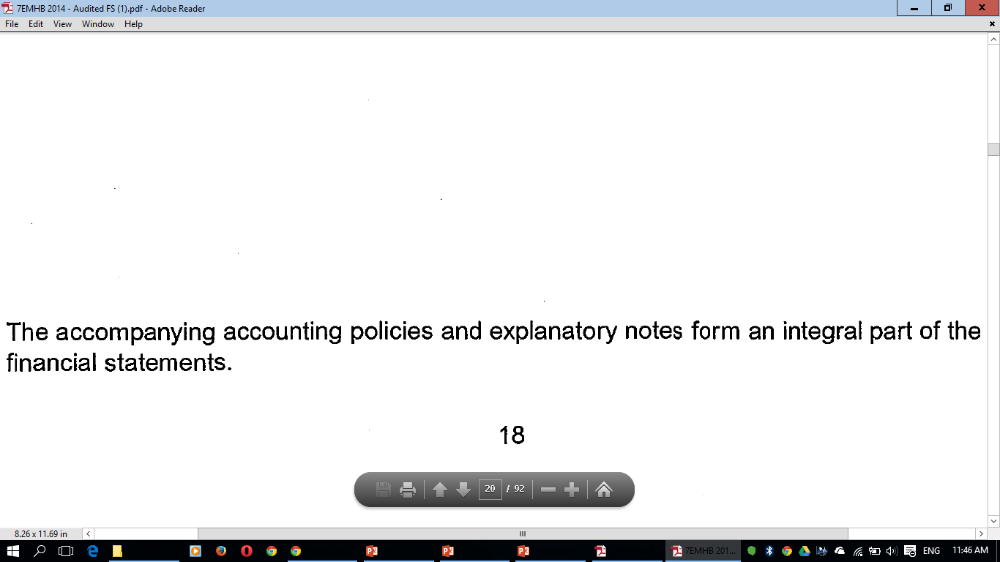 7EMHB 2014 - Audited FS (1).pdf - Adobe Reader
File Edit View Window Help
The accompanying accounting policies and explanatory notes form an integral part of the
financial statements.
18
20 / 92
8.26 x 11.69 in
7EMHB 201... ENG 11:46 AM